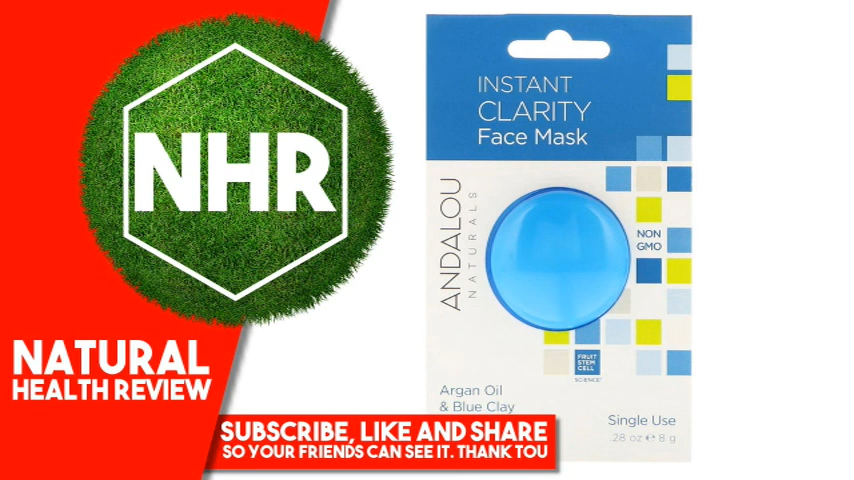 NHR
NATURAL
HEALTH REVIEW
SUBSCRIBE, LIKE AND SHARE
SO YOUR FRIENDS CAN SEE IT. THANK TOU
INSTANT
CLARITY
Face Mask
ANDALOU
NATURALS
NON
GMO
FRUIT
STEM
CELL
SCIENCE
Argan Oil
& Blue Clay
Single Use
.28 oz e 8 g